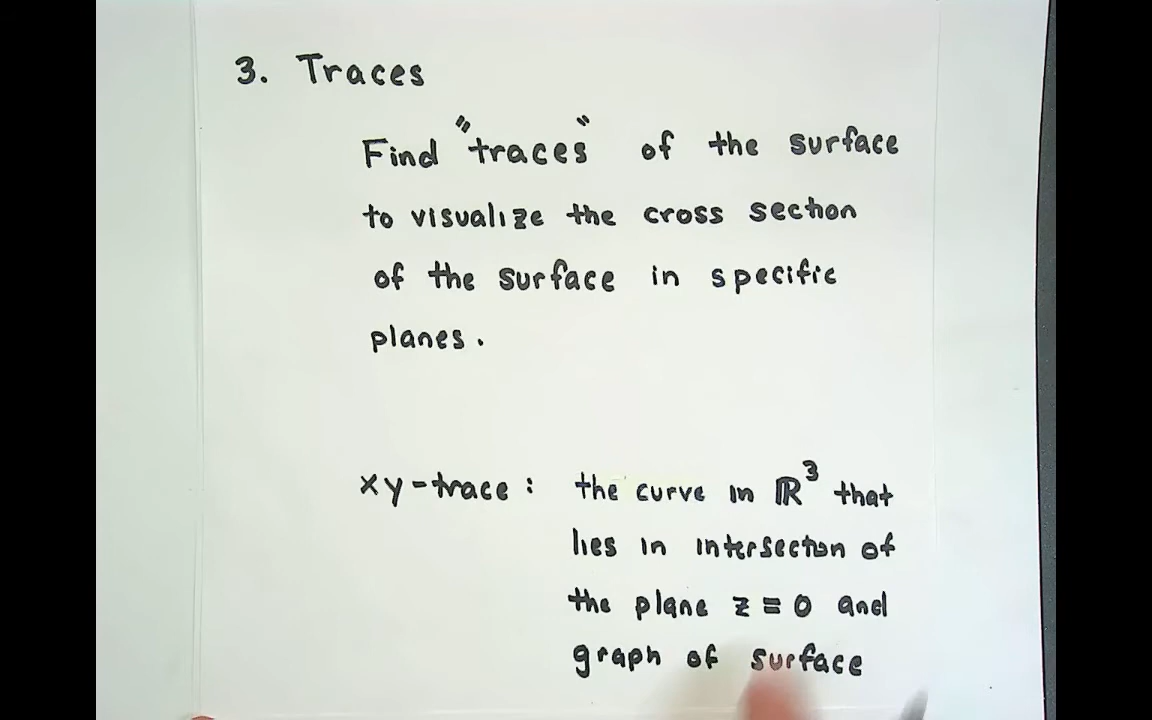 3. Traces
Find "traces" of the surface
to visualize the cross section
of the surface in specific
planes.
xy-trace: the curve in ℝ³ that
lies in intersection of
the plane z = 0 and
graph of surface